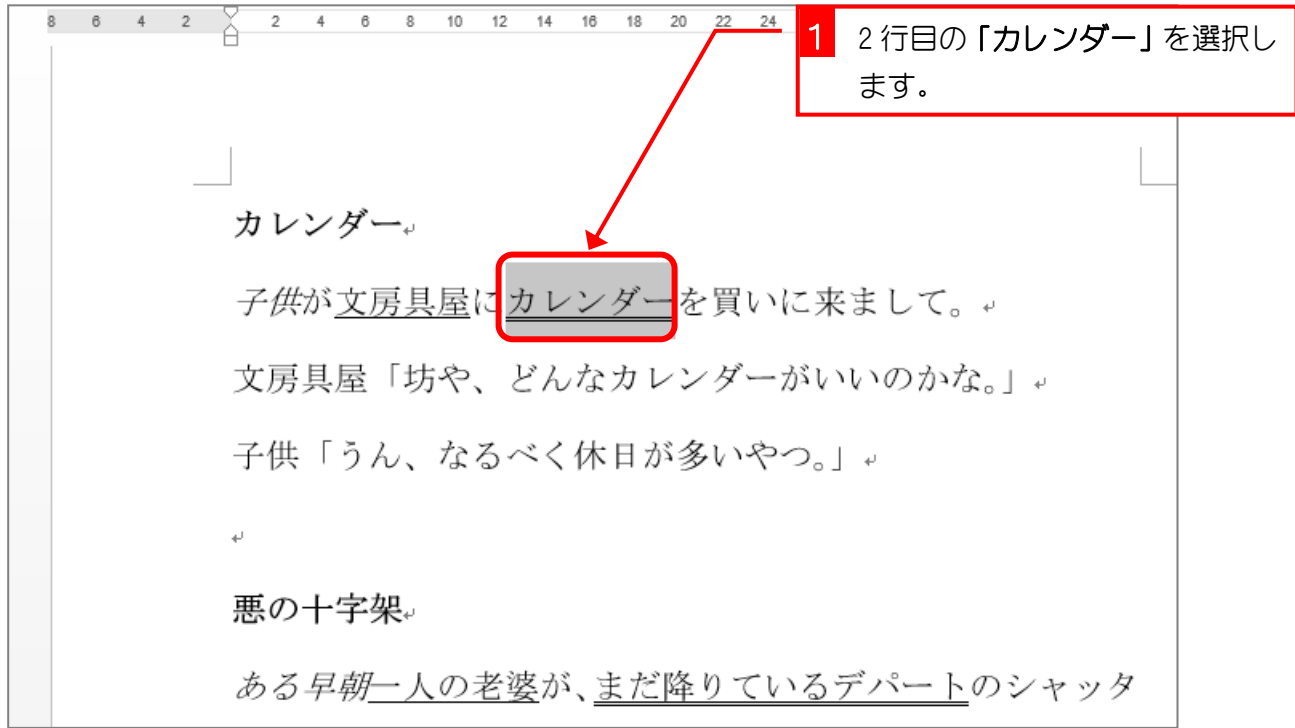 8 6 4 2 2 4 6 8 10 12 14 16 18 20 22 24
1 2行目の「カレンダー」を選択し
ます。
カレンダー
子供が文房具屋にカレンダーを買いに来まして。
文房具屋「坊や、どんなカレンダーがいいのかな。」
子供「うん、なるべく休日が多いやつ。」
悪の十字架
ある早朝一人の老婆が、まだ降りているデパートのシャッタ